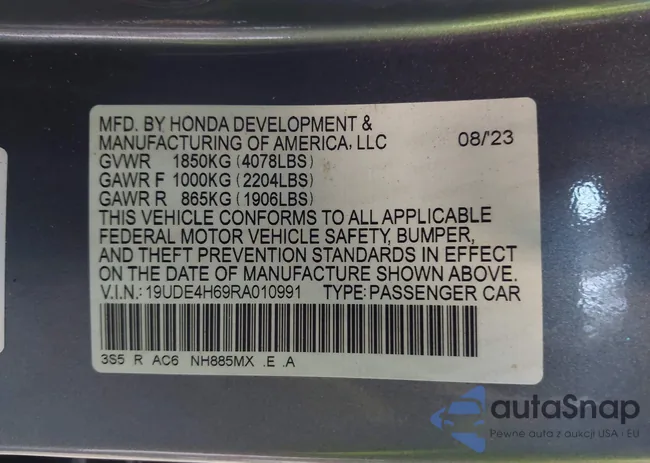 MFD. BY HONDA DEVELOPMENT &
MANUFACTURING OF AMERICA, LLC 08/'23
GVWR 1850KG (4078LBS)
GAWR F 1000KG (2204LBS)
GAWR R 865KG (1906LBS)
THIS VEHICLE CONFORMS TO ALL APPLICABLE
FEDERAL MOTOR VEHICLE SAFETY, BUMPER,
AND THEFT PREVENTION STANDARDS IN EFFECT
ON THE DATE OF MANUFACTURE SHOWN ABOVE.
V.I.N.:19UDE4H69RA010991 TYPE:PASSENGER CAR
3S5 R AC6 NH885MX .E .A
autaSnap
Pewne auta z aukcji USA i EU